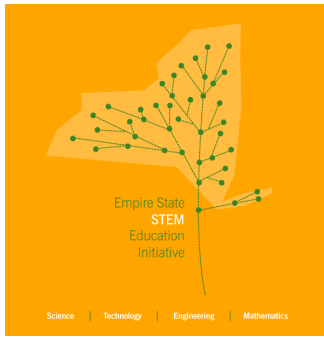 Empire State
STEM
Education
Initiative
Science | Technology | Engineering | Mathematics